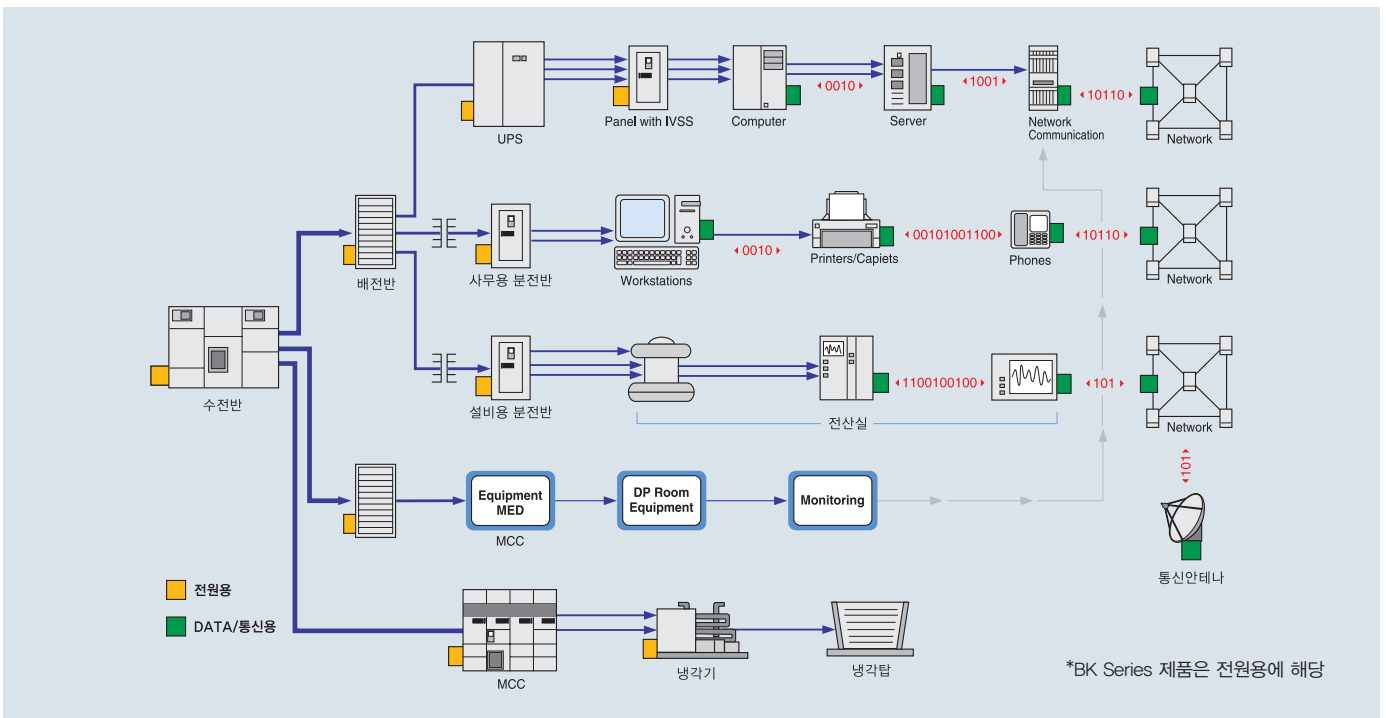 UPS
Panel with IVSS
Computer
0010
Server
1001
Network
Communication
10110
Network
배전반
사무용 분전반
Workstations
0010
Printers/Capiets
00101001100
Phones
10110
Network
수전반
설비용 분전반
전산실
1100100100
101
Network
Equipment
MED
MCC
DP Room
Equipment
Monitoring
101
통신안테나
전원용
DATA/통신용
MCC
냉각기
냉각탑
*BK Series 제품은 전원용에 해당